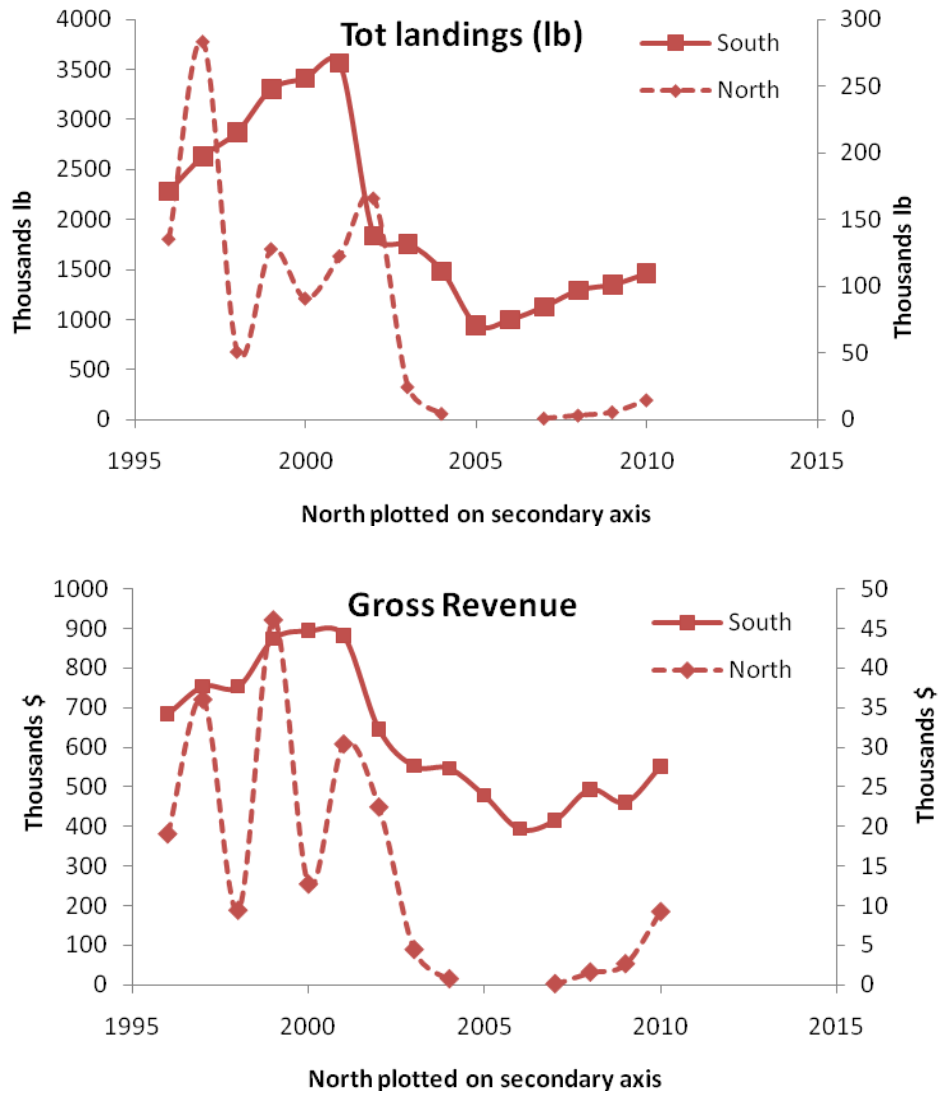 Tot landings (lb)
South
North
4000
3500
3000
2500
2000
1500
1000
500
0
Thousands lb
300
250
200
150
100
50
0
Thousands lb
1995 2000 2005 2010 2015
North plotted on secondary axis
Gross Revenue
South
North
1000
900
800
700
600
500
400
300
200
100
0
Thousands $
50
45
40
35
30
25
20
15
10
5
0
Thousands $
1995 2000 2005 2010 2015
North plotted on secondary axis